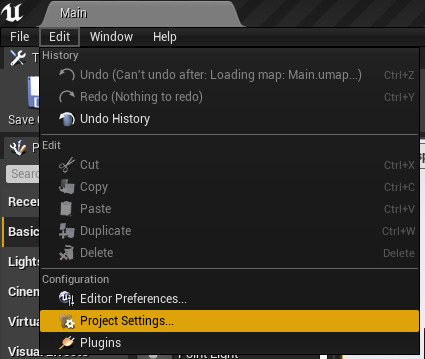 Main
File Edit Window Help
History
Undo (Can't undo after: Loading map: Main.umap...) Ctrl+Z
Redo (Nothing to redo) Ctrl+Y
Undo History
Save
Edit
Cut Ctrl+X
Copy Ctrl+C
Paste Ctrl+V
Duplicate Ctrl+W
Delete Delete
Configuration
Editor Preferences...
Project Settings...
Plugins
Sear
Recen
Basic
Lights
Cinem
Virtua
Visual Effects
Point Light